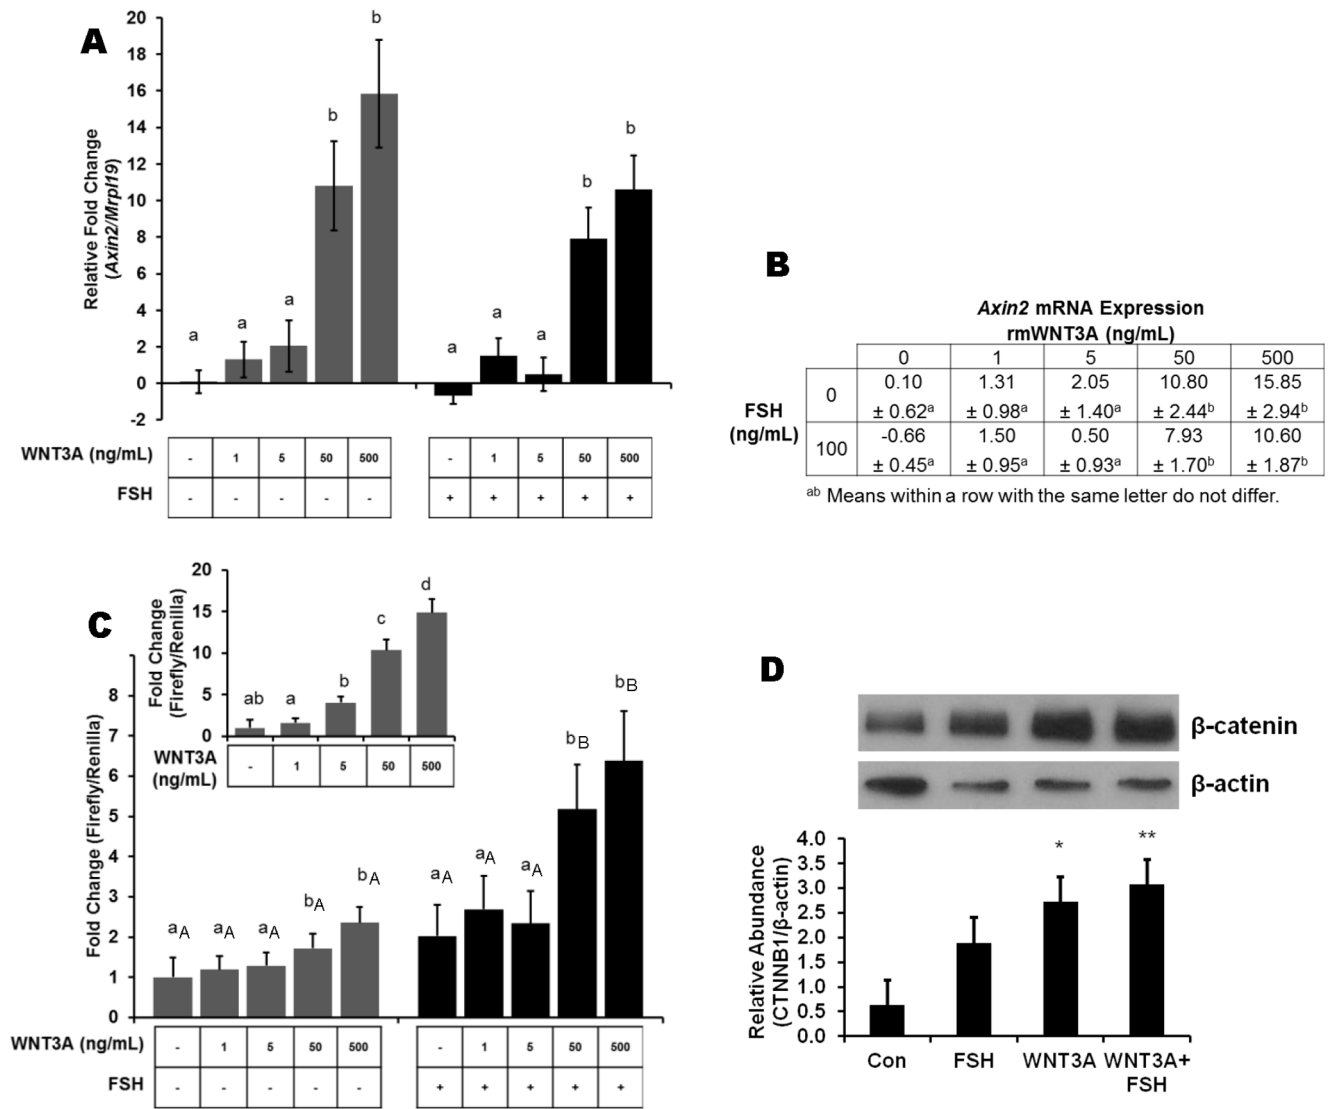 A
20
18
16
14
12
10
8
6
4
2
0
-2
Relative Fold Change
(Axin2/Mrpl19)
a a a b b a a a b b
WNT3A (ng/mL) - 1 5 50 500 - 1 5 50 500
FSH - - - - - + + + + +
B
Axin2 mRNA Expression
rmWNT3A (ng/mL)
0 1 5 50 500
FSH
(ng/mL)
0 0.10 1.31 2.05 10.80 15.85
± 0.62a ± 0.98a ± 1.40a ± 2.44b ± 2.94b
100 -0.66 1.50 0.50 7.93 10.60
± 0.45a ± 0.95a ± 0.93a ± 1.70b ± 1.87b
ab Means within a row with the same letter do not differ.
C
20
15
10
5
0
Fold Change
(Firefly/Renilla)
ab a b c d
WNT3A
(ng/mL)
- 1 5 50 500
8
7
6
5
4
3
2
1
0
Fold Change (Firefly/Renilla)
aA aA aA bA bA aA aA aA bB bB
WNT3A (ng/mL) - 1 5 50 500 - 1 5 50 500
FSH - - - - - + + + + +
D
β-catenin
β-actin
4.0
3.5
3.0
2.5
2.0
1.5
1.0
0.5
0.0
Relative Abundance
(CTNNB1/β-actin)
* **
Con FSH WNT3A WNT3A+
FSH